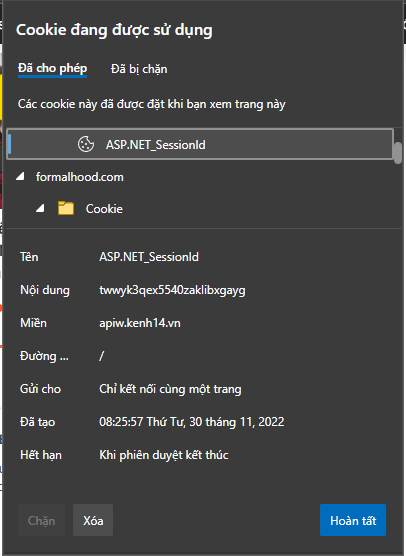 Cookie đang được sử dụng
Đã cho phép Đã bị chặn
Các cookie này đã được đặt khi bạn xem trang này
ASP.NET_SessionId
formalhood.com
Cookie
Tên ASP.NET_SessionId
Nội dung twwyk3qex5540zaklibxgayg
Miền apiw.kenh14.vn
Đường ... /
Gửi cho Chỉ kết nối cùng một trang
Đã tạo 08:25:57 Thứ Tư, 30 tháng 11, 2022
Hết hạn Khi phiên duyệt kết thúc
Chặn Xóa Hoàn tất